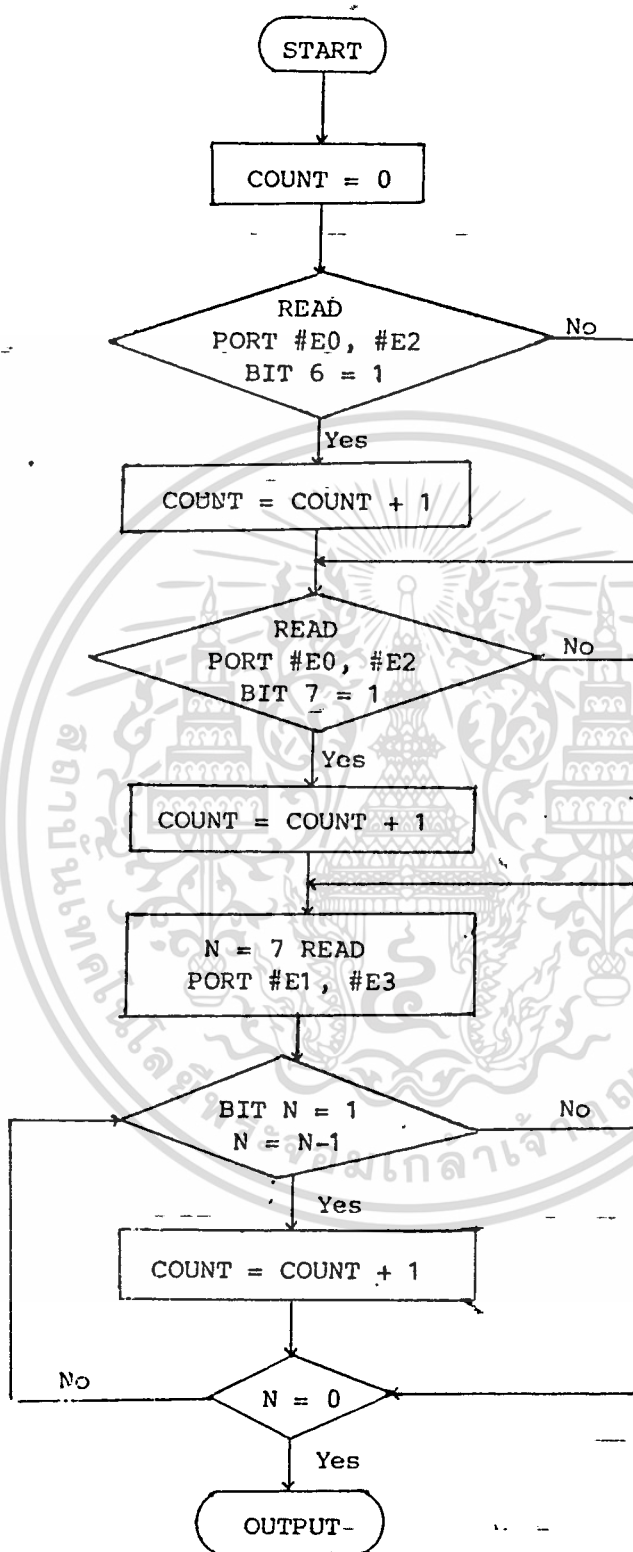 START
COUNT = 0
READ
PORT #E0, #E2
BIT 6 = 1
No
Yes
COUNT = COUNT + 1
READ
PORT #E0, #E2
BIT 7 = 1
No
Yes
COUNT = COUNT + 1
N = 7 READ
PORT #E1, #E3
BIT N = 1
N = N-1
No
Yes
COUNT = COUNT + 1
No
N = 0
Yes
OUTPUT